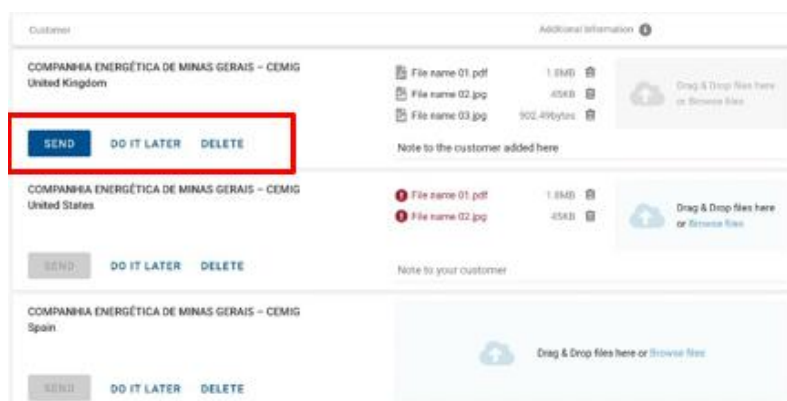 Customer
Additional Information
COMPANHIA ENERGÉTICA DE MINAS GERAIS – CEMIG
United Kingdom
File name 01.pdf 1.8MB
File name 02.jpg 45KB
File name 03.jpg 902.49bytes
Drag & Drop files here
or Browse files
SEND DO IT LATER DELETE
Note to the customer added here
COMPANHIA ENERGÉTICA DE MINAS GERAIS – CEMIG
United States
File name 01.pdf 1.8MB
File name 02.jpg 45KB
Drag & Drop files here
or Browse files
SEND DO IT LATER DELETE
Note to your customer
COMPANHIA ENERGÉTICA DE MINAS GERAIS – CEMIG
Spain
Drag & Drop files here or Browse files
SEND DO IT LATER DELETE